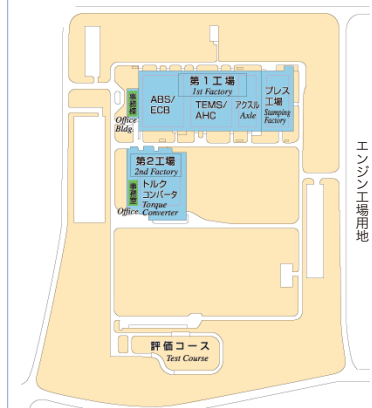 第1工場
1st Factory
事務棟
Office
Bldg.
ABS/
ECB
TEMS/
AHC
アクスル
Axle
プレス
工場
Stamping
Factory
第2工場
2nd Factory
事務室
Office
トルク
コンバータ
Torque
Converter
エンジン工場用地
評価コース
Test Course